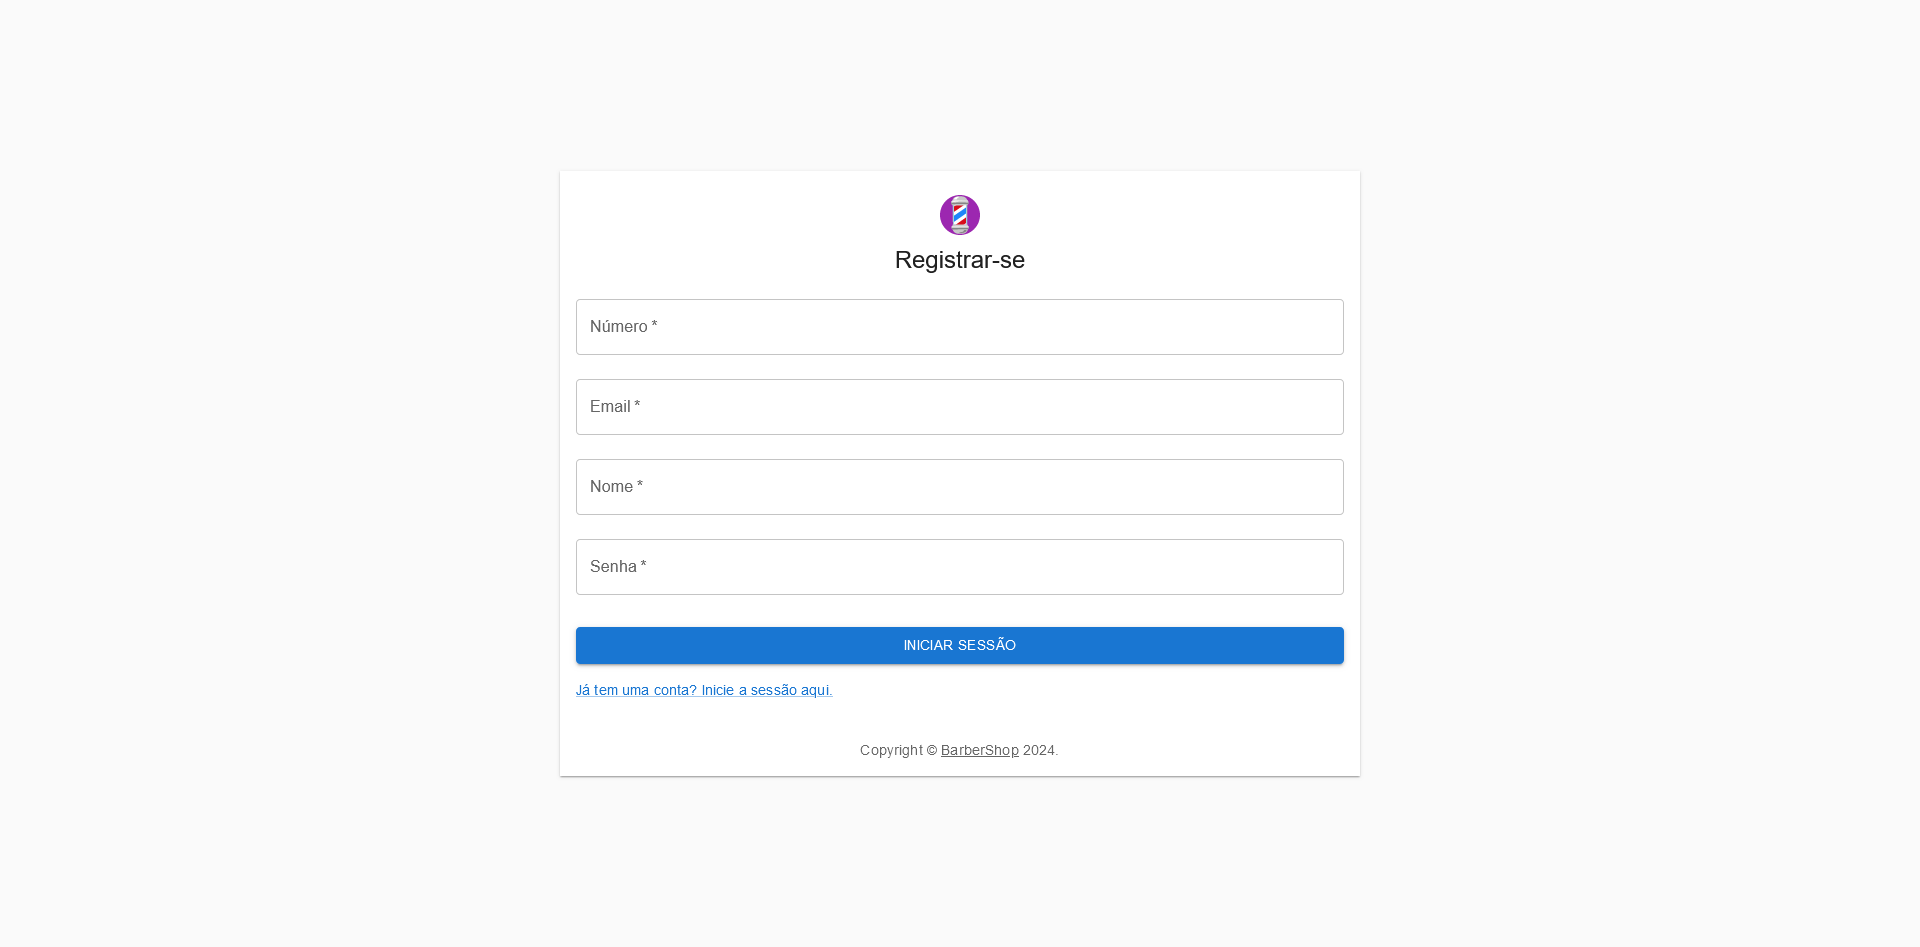 Registrar-se
Número *
Email *
Nome *
Senha *
INICIAR SESSÃO
Já tem uma conta? Inicie a sessão aqui.
Copyright © BarberShop 2024.